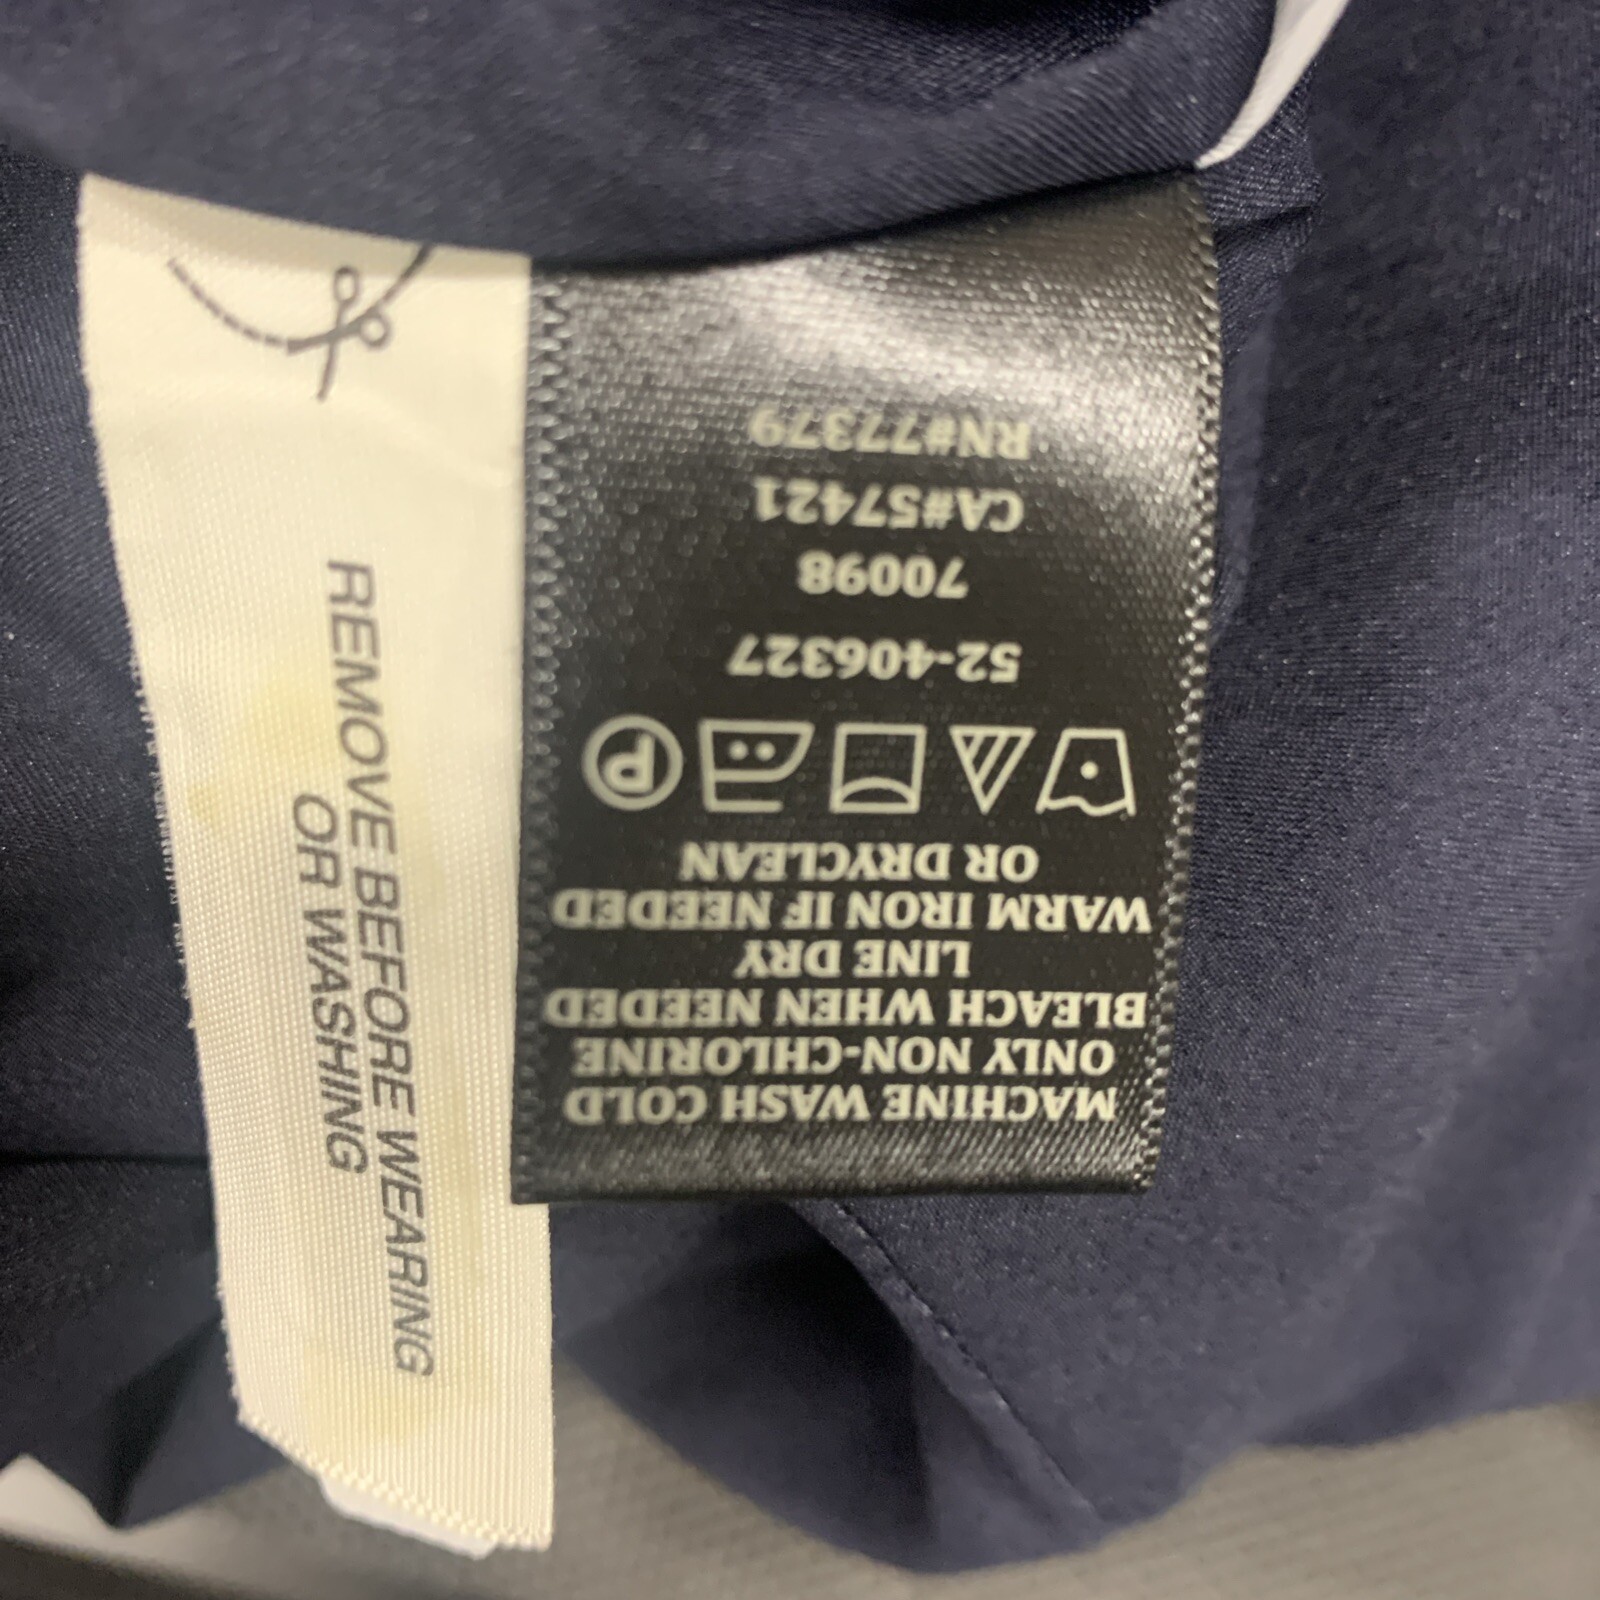 MACHINE WASH COLD
ONLY NON-CHLORINE
BLEACH WHEN NEEDED
LINE DRY
WARM IRON IF NEEDED
OR DRYCLEAN
P
52-406327
70098
CA#57421
RN#77379
REMOVE BEFORE WEARING
OR WASHING